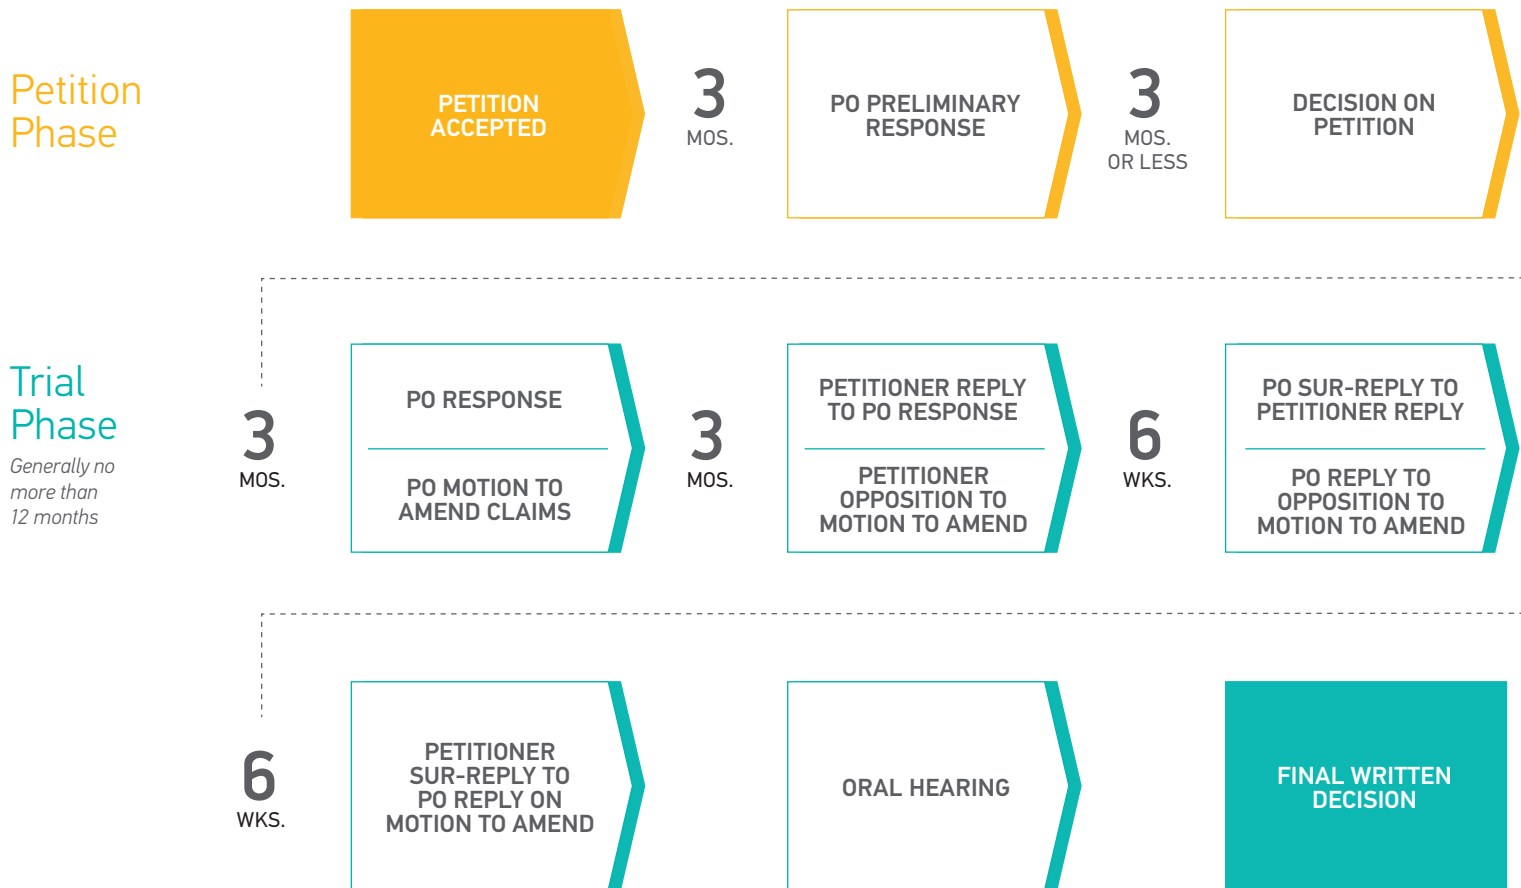 Petition
Phase
PETITION
ACCEPTED
3
MOS.
PO PRELIMINARY
RESPONSE
3
MOS.
OR LESS
DECISION ON
PETITION
Trial
Phase
Generally no
more than
12 months
3
MOS.
PO RESPONSE
PO MOTION TO
AMEND CLAIMS
3
MOS.
PETITIONER REPLY
TO PO RESPONSE
PETITIONER
OPPOSITION TO
MOTION TO AMEND
6
WKS.
PO SUR-REPLY TO
PETITIONER REPLY
PO REPLY TO
OPPOSITION TO
MOTION TO AMEND
6
WKS.
PETITIONER
SUR-REPLY TO
PO REPLY ON
MOTION TO AMEND
ORAL HEARING
FINAL WRITTEN
DECISION